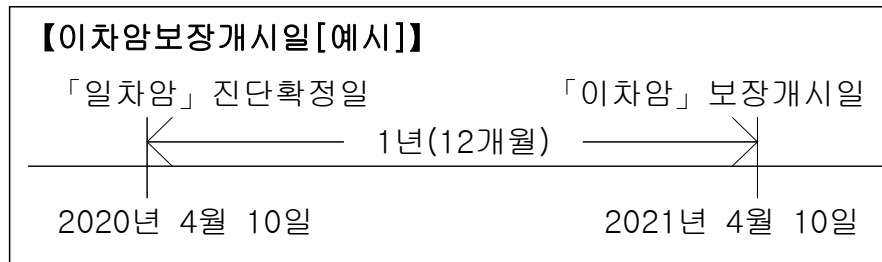 【이차암보장개시일[예시]】
「일차암」진단확정일 「이차암」보장개시일
1년(12개월)
2020년 4월 10일 2021년 4월 10일